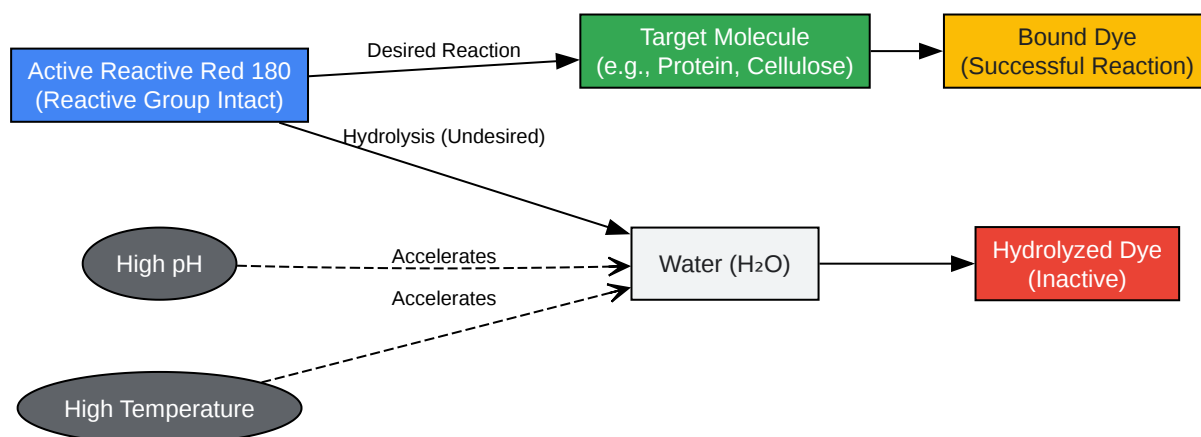 Active Reactive Red 180
(Reactive Group Intact)
Desired Reaction
Target Molecule
(e.g., Protein, Cellulose)
Bound Dye
(Successful Reaction)
Hydrolysis (Undesired)
High pH
Accelerates
Water (H₂O)
Hydrolyzed Dye
(Inactive)
Accelerates
High Temperature